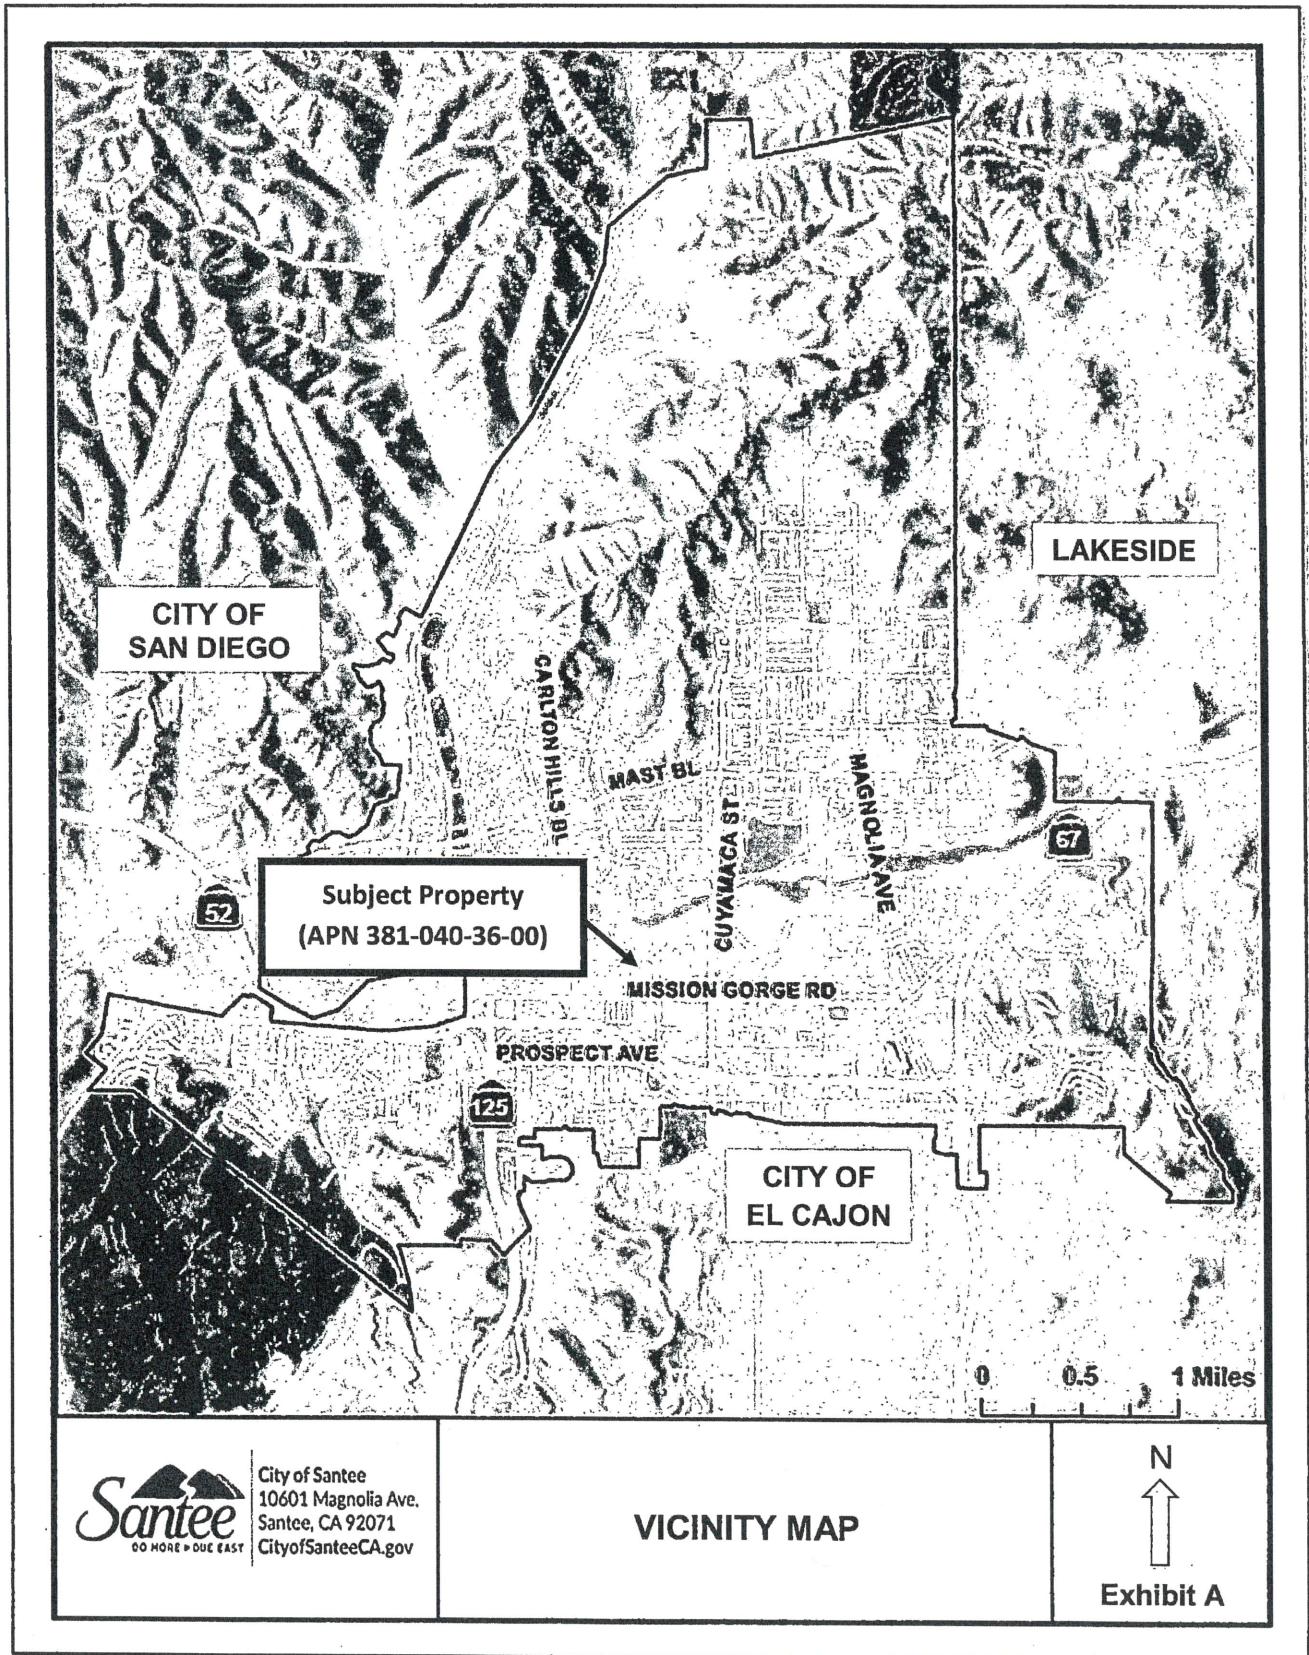 LAKESIDE
CITY OF
SAN DIEGO
CARLTON HILLS BL
MAST BL
MAGNOLIA AVE
CUYAMACA ST
67
52
Subject Property
(APN 381-040-36-00)
MISSION GORGE RD
PROSPECT AVE
125
CITY OF
EL CAJON
0 0.5 1 Miles
Santee
DO MORE ▸ DUE EAST
City of Santee
10601 Magnolia Ave.
Santee, CA 92071
CityofSanteeCA.gov
VICINITY MAP
N
Exhibit A